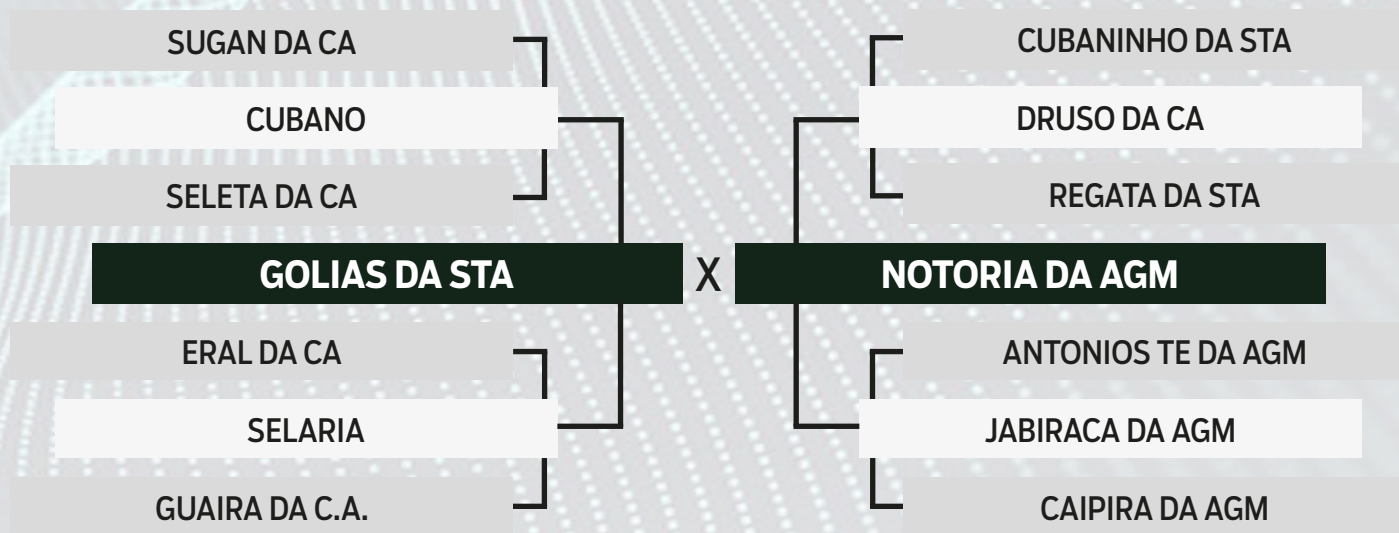 SUGAN DA CA
CUBANO
SELETA DA CA
GOLIAS DA STA
ERAL DA CA
SELARIA
GUAIRA DA C.A.
X
CUBANINHO DA STA
DRUSO DA CA
REGATA DA STA
NOTORIA DA AGM
ANTONIOS TE DA AGM
JABIRACA DA AGM
CAIPIRA DA AGM